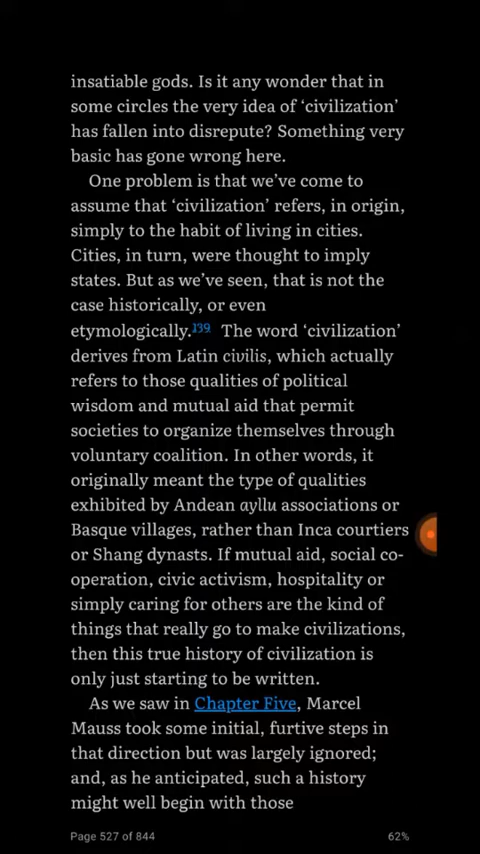 insatiable gods. Is it any wonder that in
some circles the very idea of ‘civilization’
has fallen into disrepute? Something very
basic has gone wrong here.
One problem is that we’ve come to
assume that ‘civilization’ refers, in origin,
simply to the habit of living in cities.
Cities, in turn, were thought to imply
states. But as we’ve seen, that is not the
case historically, or even
etymologically.139 The word ‘civilization’
derives from Latin civilis, which actually
refers to those qualities of political
wisdom and mutual aid that permit
societies to organize themselves through
voluntary coalition. In other words, it
originally meant the type of qualities
exhibited by Andean ayllu associations or
Basque villages, rather than Inca courtiers
or Shang dynasts. If mutual aid, social co-
operation, civic activism, hospitality or
simply caring for others are the kind of
things that really go to make civilizations,
then this true history of civilization is
only just starting to be written.
As we saw in Chapter Five, Marcel
Mauss took some initial, furtive steps in
that direction but was largely ignored;
and, as he anticipated, such a history
might well begin with those
Page 527 of 844
62%